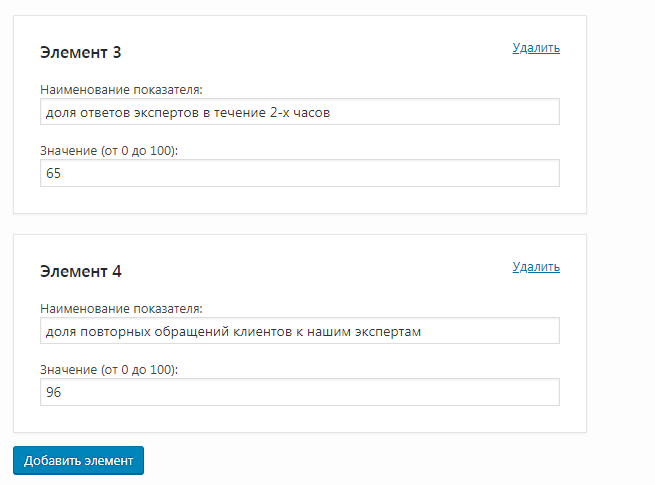 Элемент 3
Удалить
Наименование показателя:
доля ответов экспертов в течение 2-х часов
Значение (от 0 до 100):
65
Элемент 4
Удалить
Наименование показателя:
доля повторных обращений клиентов к нашим экспертам
Значение (от 0 до 100):
96
Добавить элемент